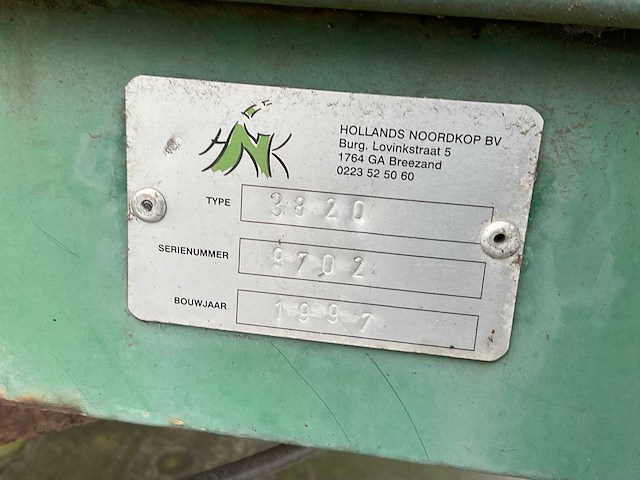 HNK
HOLLANDS NOORDKOP BV
Burg. Lovinkstraat 5
1764 GA Breezand
0223 52 50 60
TYPE 3820
SERIENUMMER 9702
BOUWJAAR 1997